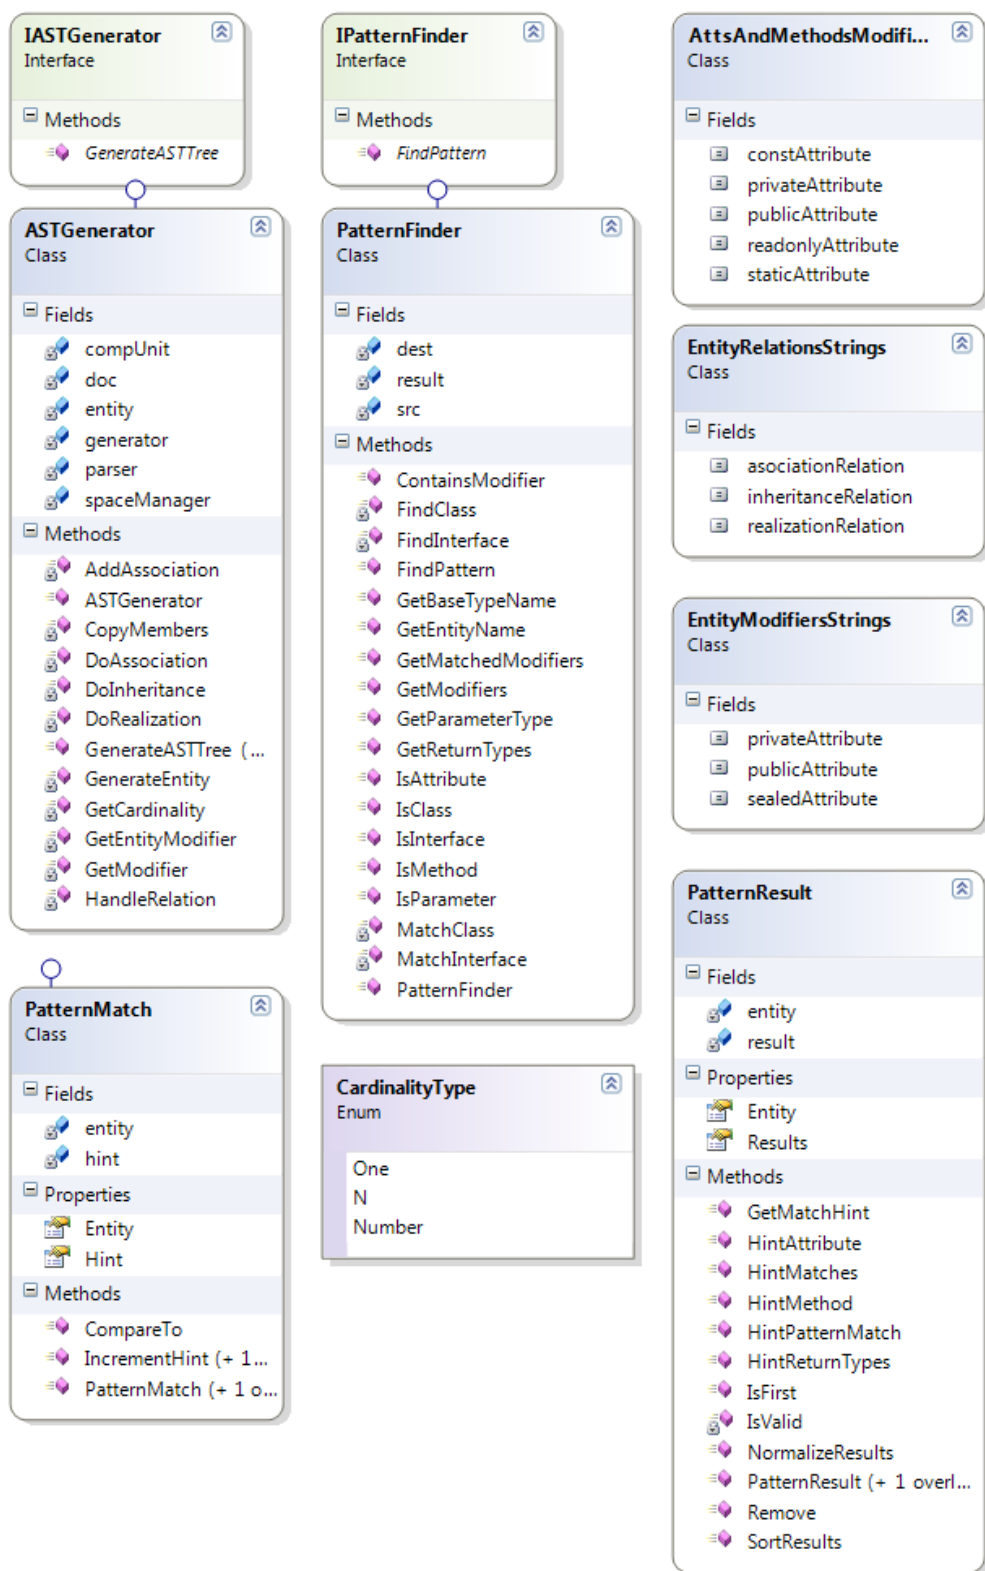 IASTGenerator
Interface
Methods
GenerateASTTree
ASTGenerator
Class
Fields
compUnit
doc
entity
generator
parser
spaceManager
Methods
AddAssociation
ASTGenerator
CopyMembers
DoAssociation
DoInheritance
DoRealization
GenerateASTTree (...
GenerateEntity
GetCardinality
GetEntityModifier
GetModifier
HandleRelation
PatternMatch
Class
Fields
entity
hint
Properties
Entity
Hint
Methods
CompareTo
IncrementHint (+ 1...
PatternMatch (+ 1 o...
IPatternFinder
Interface
Methods
FindPattern
PatternFinder
Class
Fields
dest
result
src
Methods
ContainsModifier
FindClass
FindInterface
FindPattern
GetBaseTypeName
GetEntityName
GetMatchedModifiers
GetModifiers
GetParameterType
GetReturnTypes
IsAttribute
IsClass
IsInterface
IsMethod
IsParameter
MatchClass
MatchInterface
PatternFinder
CardinalityType
Enum
One
N
Number
AttsAndMethodsModifi...
Class
Fields
constAttribute
privateAttribute
publicAttribute
readonlyAttribute
staticAttribute
EntityRelationsStrings
Class
Fields
asociationRelation
inheritanceRelation
realizationRelation
EntityModifiersStrings
Class
Fields
privateAttribute
publicAttribute
sealedAttribute
PatternResult
Class
Fields
entity
result
Properties
Entity
Results
Methods
GetMatchHint
HintAttribute
HintMatches
HintMethod
HintPatternMatch
HintReturnTypes
IsFirst
IsValid
NormalizeResults
PatternResult (+ 1 overl...
Remove
SortResults